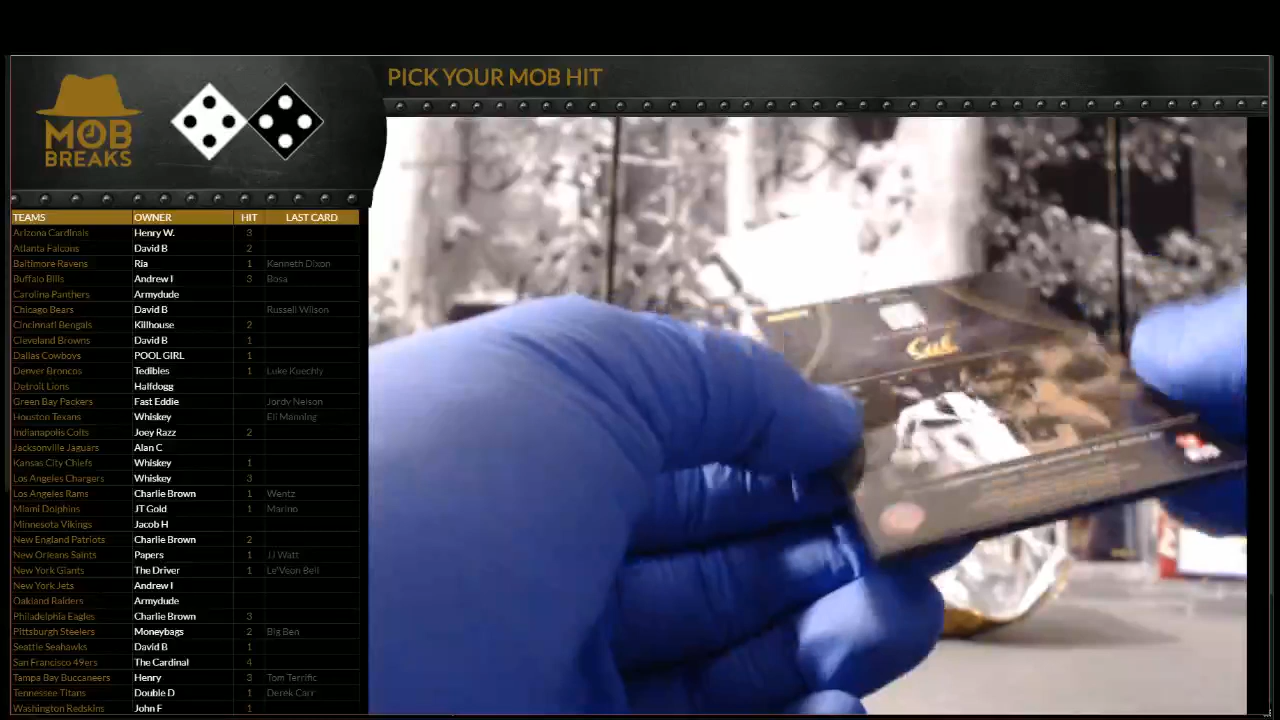 PICK YOUR MOB HIT
MOB
BREAKS
TEAMS OWNER HIT LAST CARD
Arizona Cardinals Henry W. 3
Atlanta Falcons David B 2
Baltimore Ravens Ria 1 Kenneth Dixon
Buffalo Bills Andrew I 3 Bosa
Carolina Panthers Armydude
Chicago Bears David B Russell Wilson
Cincinnati Bengals Killhouse 2
Cleveland Browns David B 1
Dallas Cowboys POOL GIRL 1
Denver Broncos Tedibles 1 Luke Kuechly
Detroit Lions Halfdogg
Green Bay Packers Fast Eddie Jordy Nelson
Houston Texans Whiskey Eli Manning
Indianapolis Colts Joey Razz 2
Jacksonville Jaguars Alan C
Kansas City Chiefs Whiskey 1
Los Angeles Chargers Whiskey 3
Los Angeles Rams Charlie Brown 1 Wentz
Miami Dolphins JT Gold 1 Marino
Minnesota Vikings Jacob H
New England Patriots Charlie Brown 2
New Orleans Saints Papers 1 JJ Watt
New York Giants The Driver 1 Le'Veon Bell
New York Jets Andrew I
Oakland Raiders Armydude
Philadelphia Eagles Charlie Brown 3
Pittsburgh Steelers Moneybags 2 Big Ben
Seattle Seahawks David B 1
San Francisco 49ers The Cardinal 4
Tampa Bay Buccaneers Henry 3 Tom Terrific
Tennessee Titans Double D 1 Derek Carr
Washington Redskins John F 1
Cal